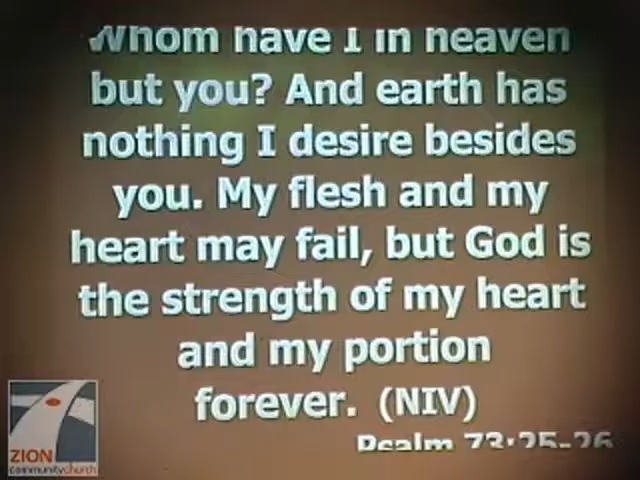 Whom have I in heaven
but you? And earth has
nothing I desire besides
you. My flesh and my
heart may fail, but God is
the strength of my heart
and my portion
forever. (NIV)
Psalm 73:25-26
ZION
communitychurch